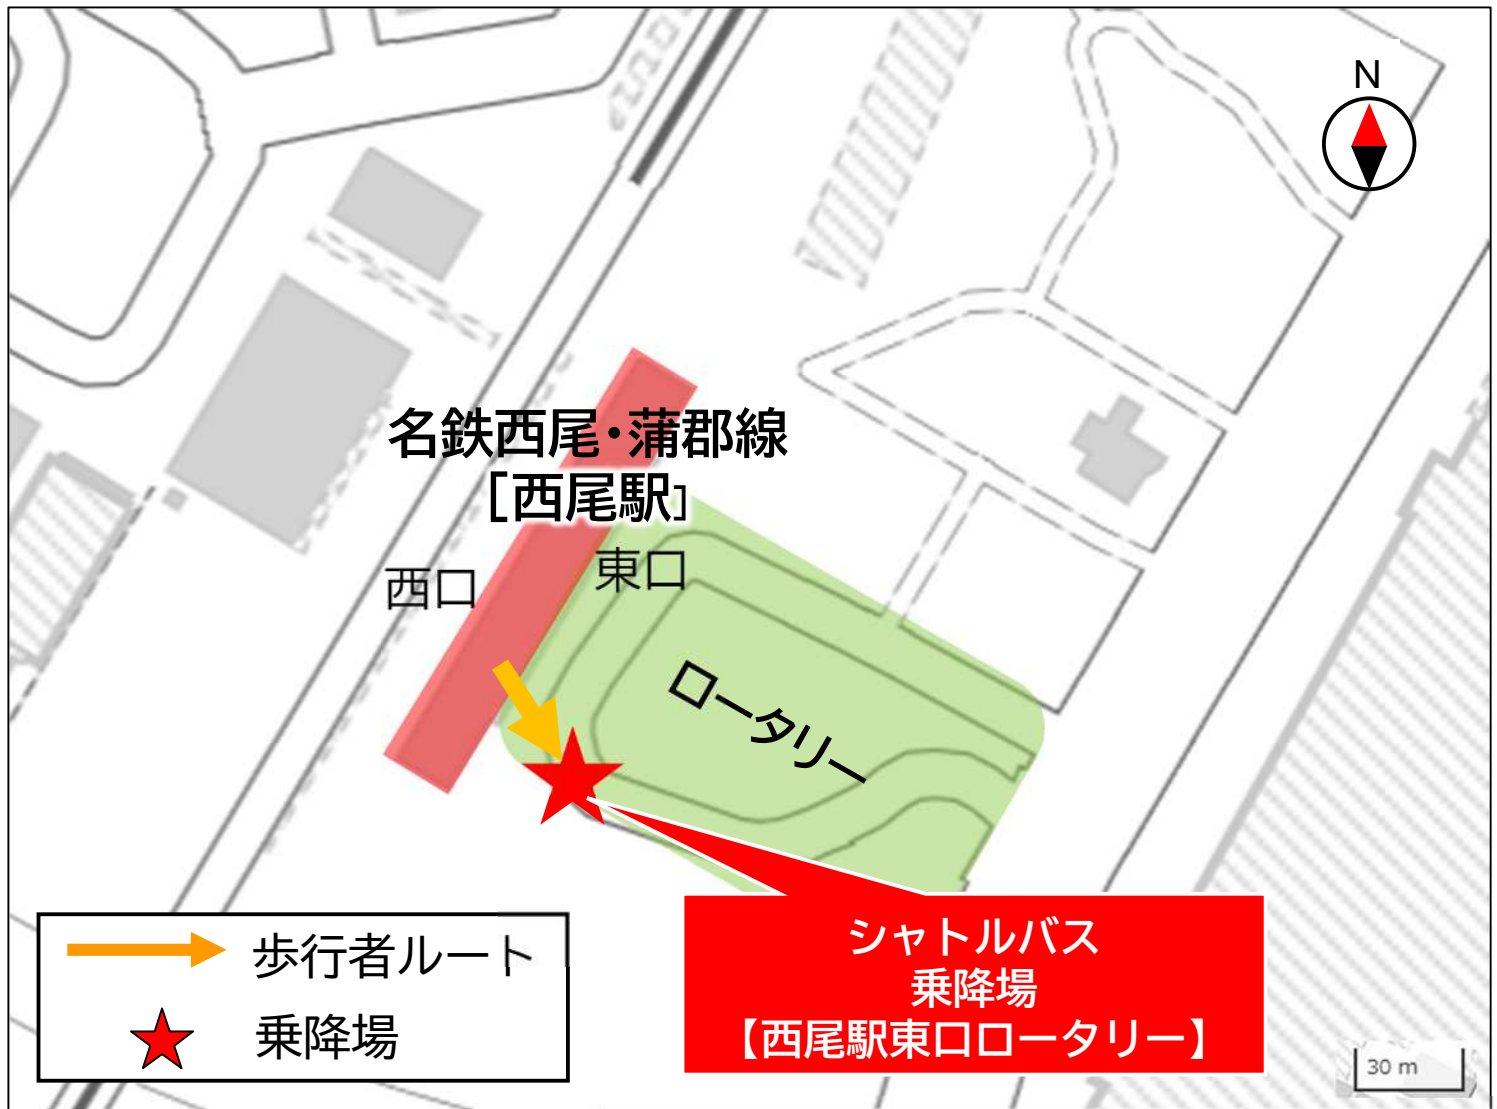 N
名鉄西尾・蒲郡線
［西尾駅］
西口
東口
ロータリー
シャトルバス
乗降場
【西尾駅東口ロータリー】
歩行者ルート
乗降場
30 m